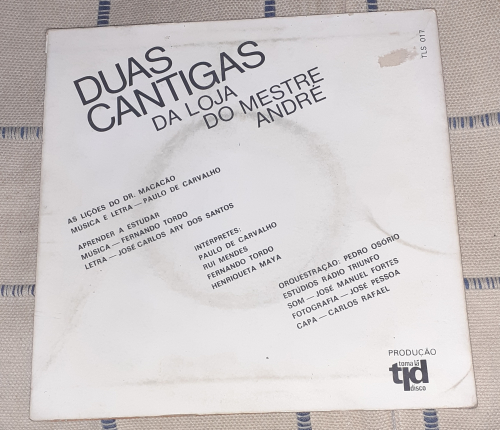 TLS 017
DUAS
CANTIGAS
DA LOJA
DO MESTRE
ANDRÉ
AS LIÇÕES DO DR. MACACÃO
MUSICA E LETRA — PAULO DE CARVALHO
APRENDER A ESTUDAR
MUSICA — FERNANDO TORDO
LETRA — JOSÉ CARLOS ARY DOS SANTOS
INTÉRPRETES:
PAULO DE CARVALHO
RUI MENDES
FERNANDO TORDO
HENRIQUETA MAYA
ORQUESTRAÇÃO: PEDRO OSÓRIO
ESTÚDIOS RÁDIO TRIUNFO
SOM — JOSÉ MANUEL FORTES
FOTOGRAFIA — JOSÉ PESSOA
CAPA — CARLOS RAFAEL
PRODUÇÃO
toma lá
tld
disco